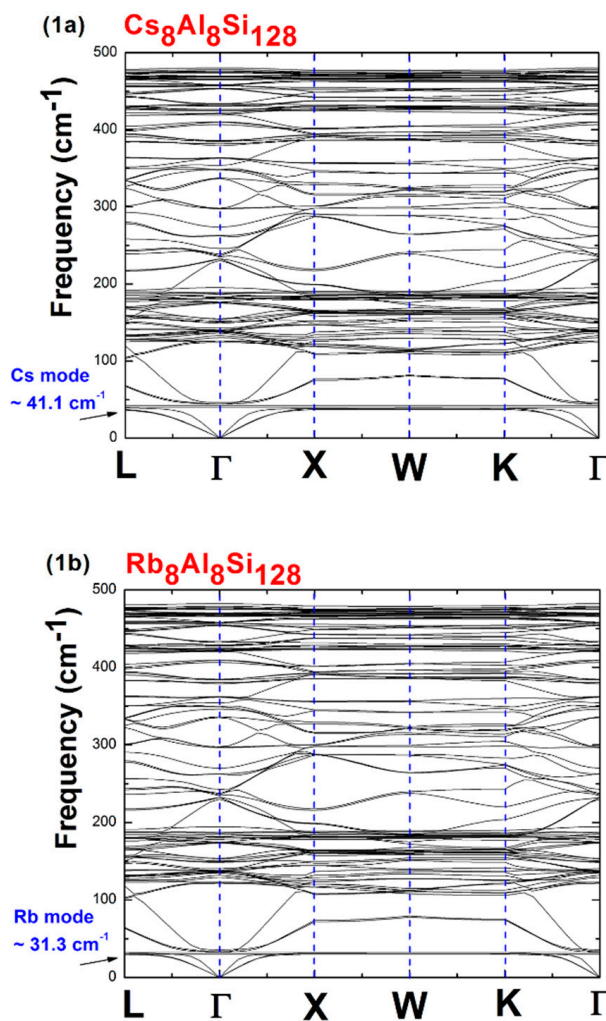 (1a) Cs8Al8Si128
500
400
300
200
100
0
Frequency (cm-1)
Cs mode
~ 41.1 cm-1
L Γ X W K Γ
(1b) Rb8Al8Si128
500
400
300
200
100
0
Frequency (cm-1)
Rb mode
~ 31.3 cm-1
L Γ X W K Γ